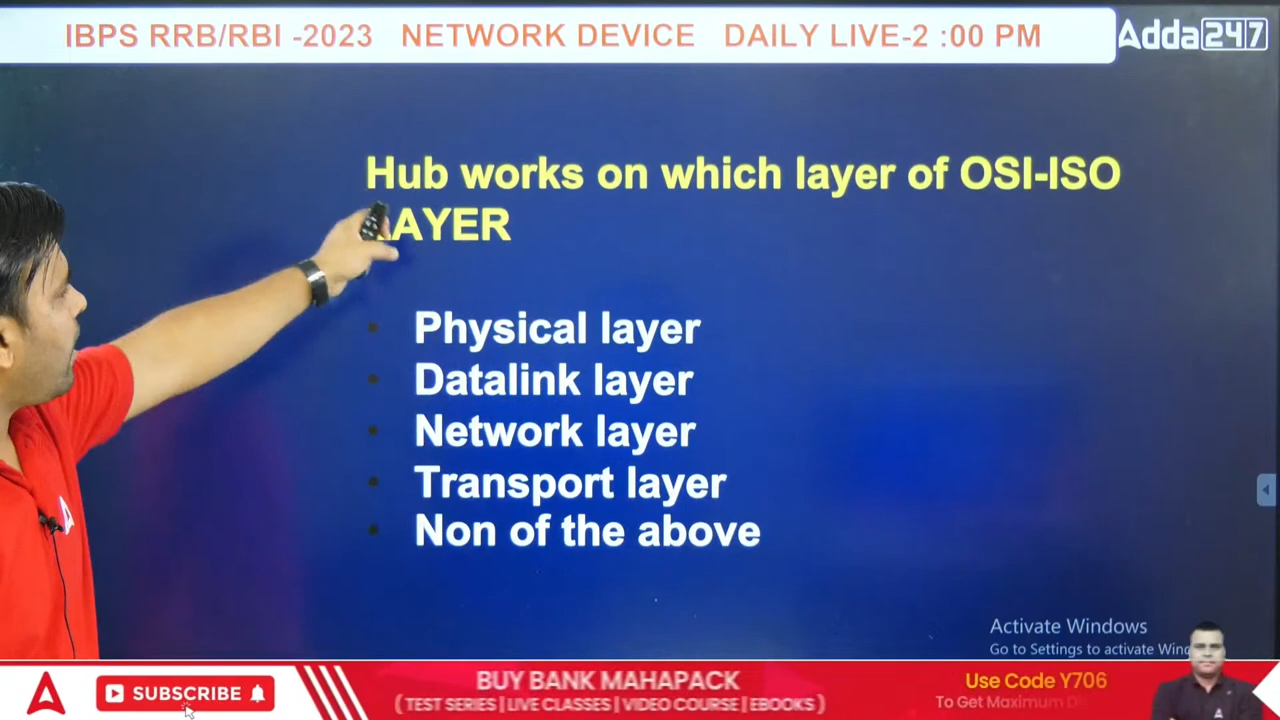 IBPS RRB/RBI -2023 NETWORK DEVICE DAILY LIVE-2 :00 PM
Adda247
Hub works on which layer of OSI-ISO
LAYER
Physical layer
Datalink layer
Network layer
Transport layer
Non of the above
Activate Windows
Go to Settings to activate
SUBSCRIBE
BUY BANK MAHAPACK
( TEST SERIES | LIVE CLASSES | VIDEO COURSE | EBOOKS )
Use Code Y706
To Get Maximum